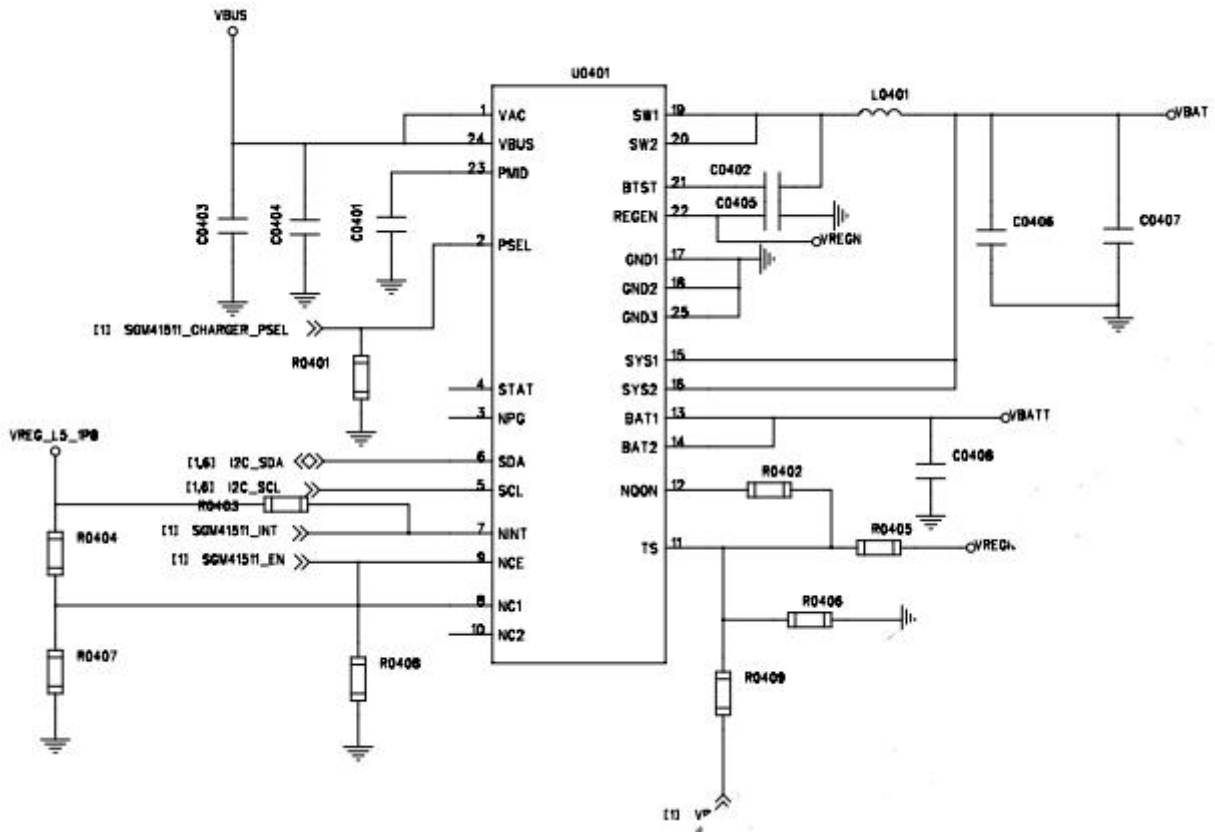 VBUS
U0401
1 VAC
24 VBUS
23 PMID
2 PSEL
4 STAT
3 NPG
6 SDA
5 SCL
7 NINT
9 NCE
8 NC1
10 NC2
SW1 19
SW2 20
BTST 21
REGEN 22
GND1 17
GND2 18
GND3 25
SYS1 15
SYS2 16
BAT1 13
BAT2 14
NQON 12
TS 11
C0403
C0404
C0401
[1] SGM41511_CHARGER_PSEL
R0401
VREG_L5_1P8
[1,6] I2C_SDA
[1,6] I2C_SCL
R0403
[1] SGM41511_INT
[1] SGM41511_EN
R0404
R0407
R0408
L0401
VBAT
C0402
C0405
VREGN
C0406
C0407
VBATT
C0408
R0402
R0405
R0406
R0409
[1]